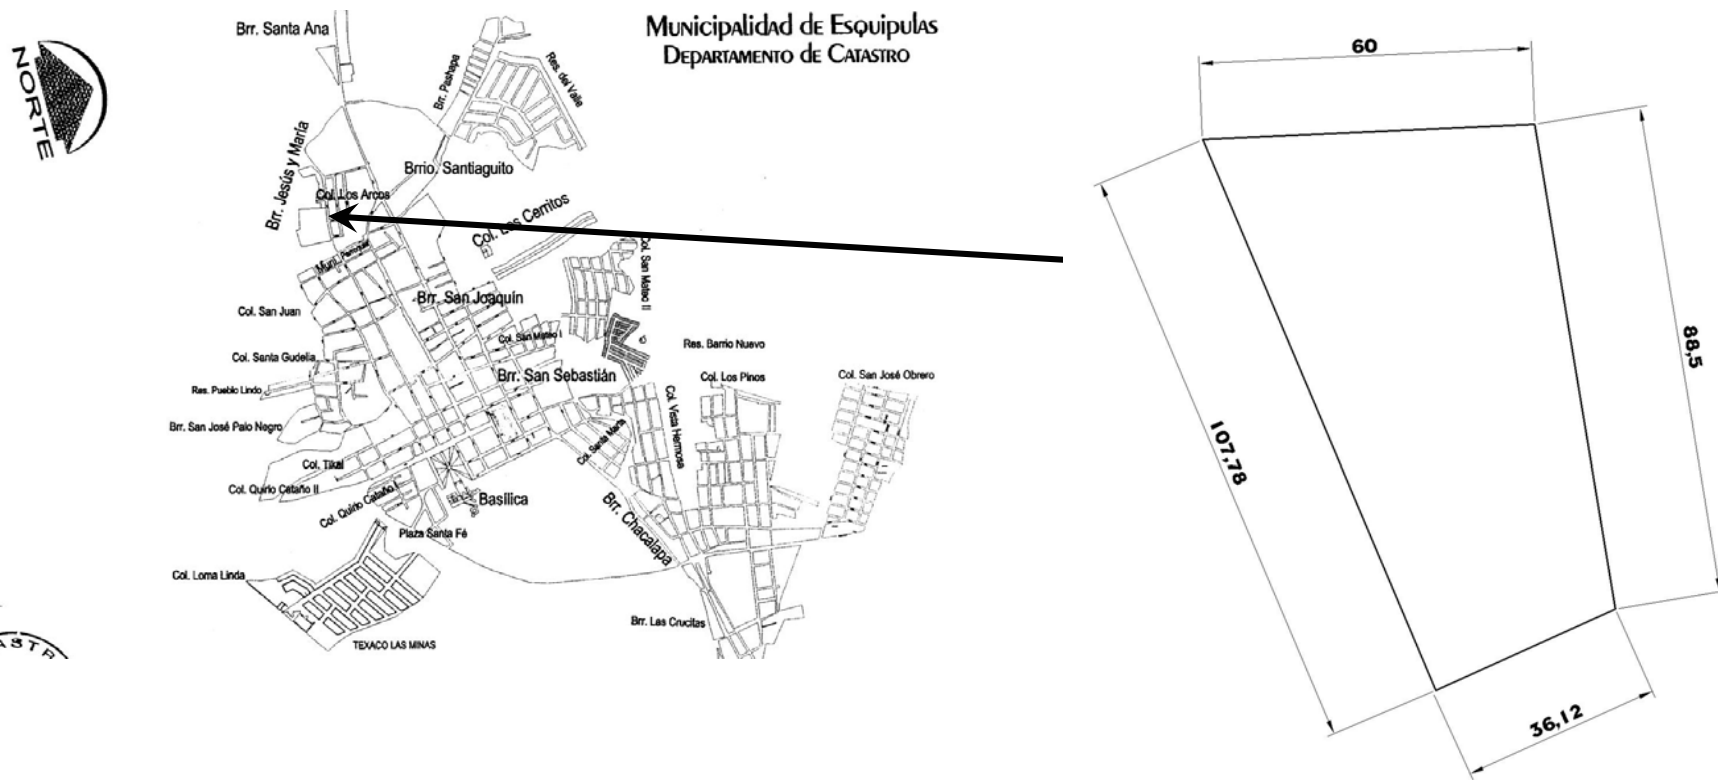 Municipalidad de Esquipulas
Departamento de Catastro
NORTE
Brr. Santa Ana
Brr. Pashapa
Res. del Valle
Brr. Jesús y María
Brrio. Santiaguito
Col. Los Arcos
Col. Los Cerritos
Col. San Mateo II
Brr. San Joaquín
Col. San Juan
Col. San Mateo I
Res. Barrio Nuevo
Col. Santa Gudelia
Brr. San Sebastián
Col. Los Pinos
Col. San José Obrero
Res. Pueblo Lindo
Col. Vista Hermosa
Brr. San José Palo Negro
Col. Santa Marta
Col. Tikal
Col. Quirio Cataño II
Col. Quirio Cataño I
Basílica
Brr. Chacalapa
Plaza Santa Fé
Col. Loma Linda
Brr. Las Crucitas
TEXACO LAS MINAS
60
88,5
107,78
36,12